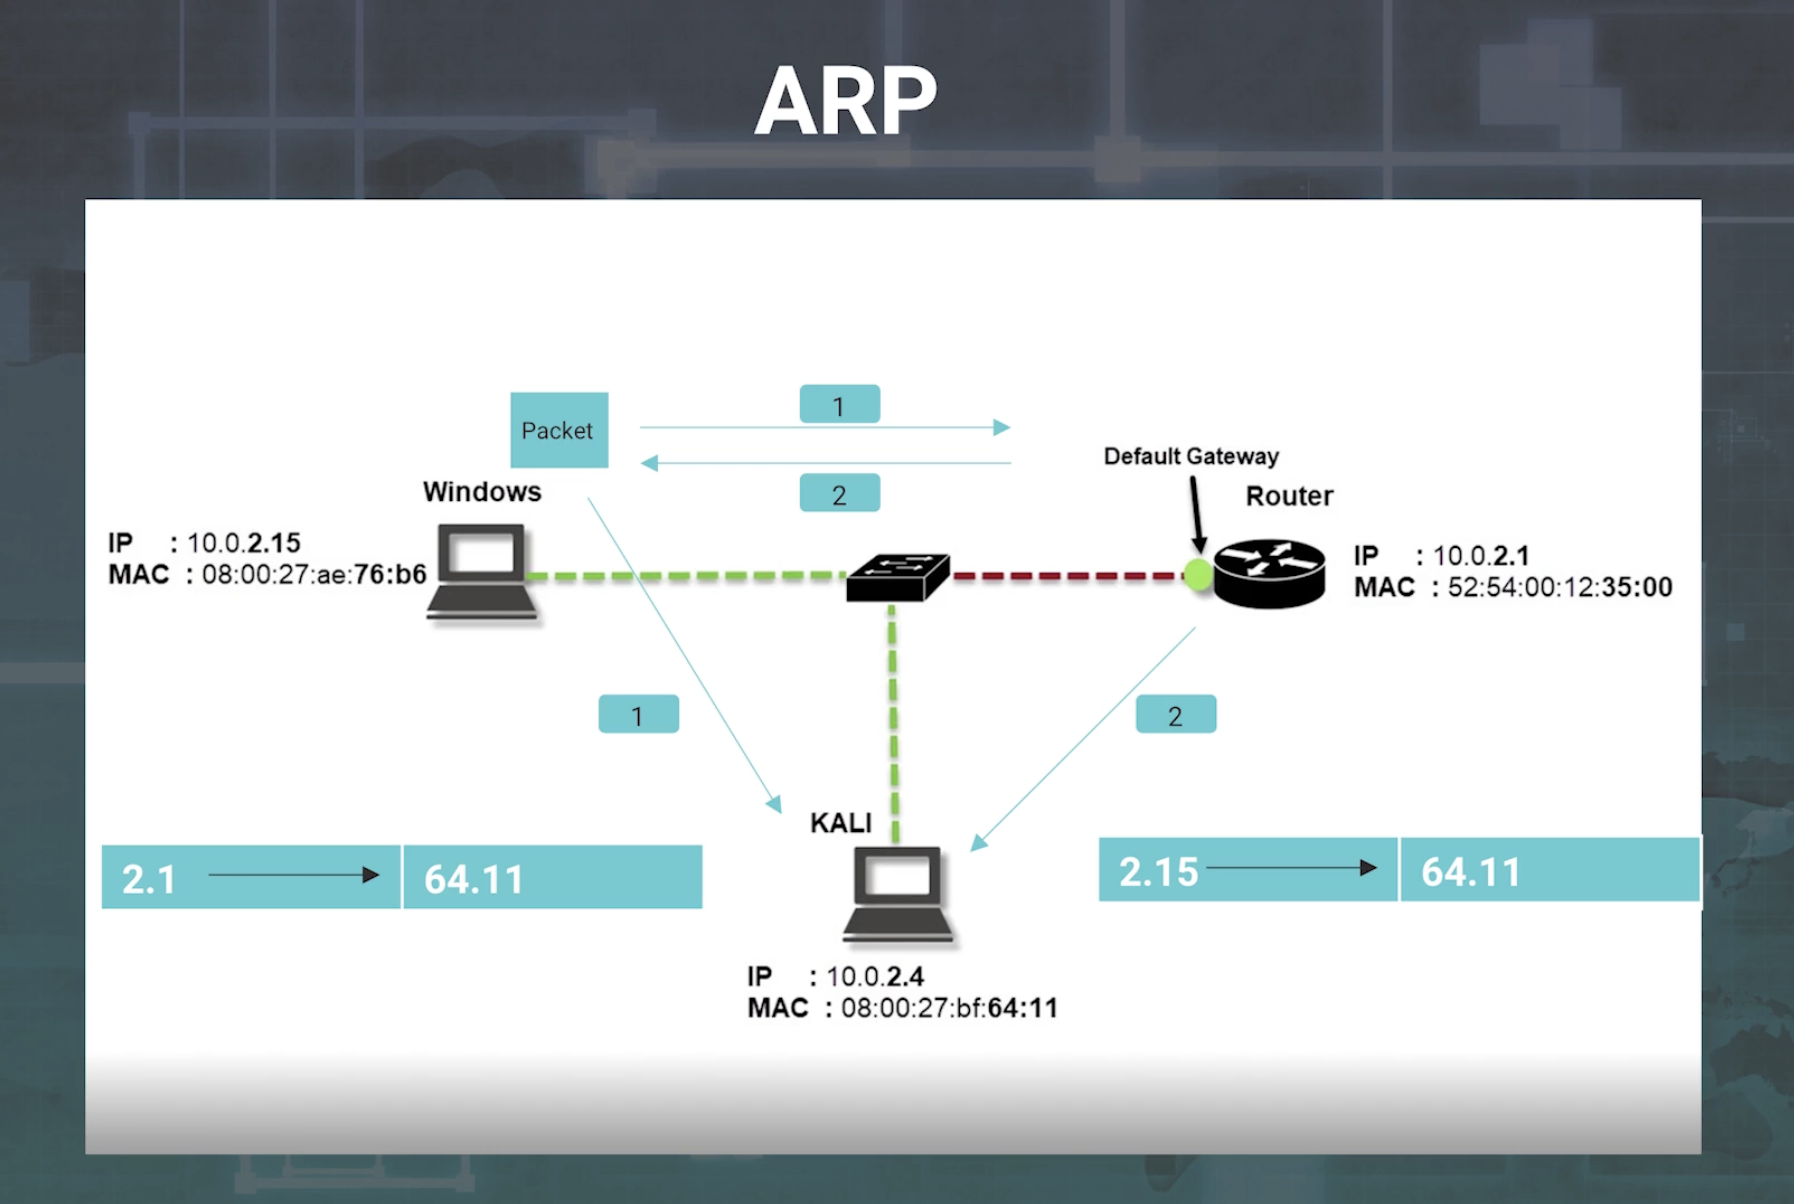 ARP
1
Packet
2
Default Gateway
Windows
Router
IP : 10.0.2.15
MAC : 08:00:27:ae:76:b6
IP : 10.0.2.1
MAC : 52:54:00:12:35:00
1
2
KALI
2.1 64.11
2.15 64.11
IP : 10.0.2.4
MAC : 08:00:27:bf:64:11